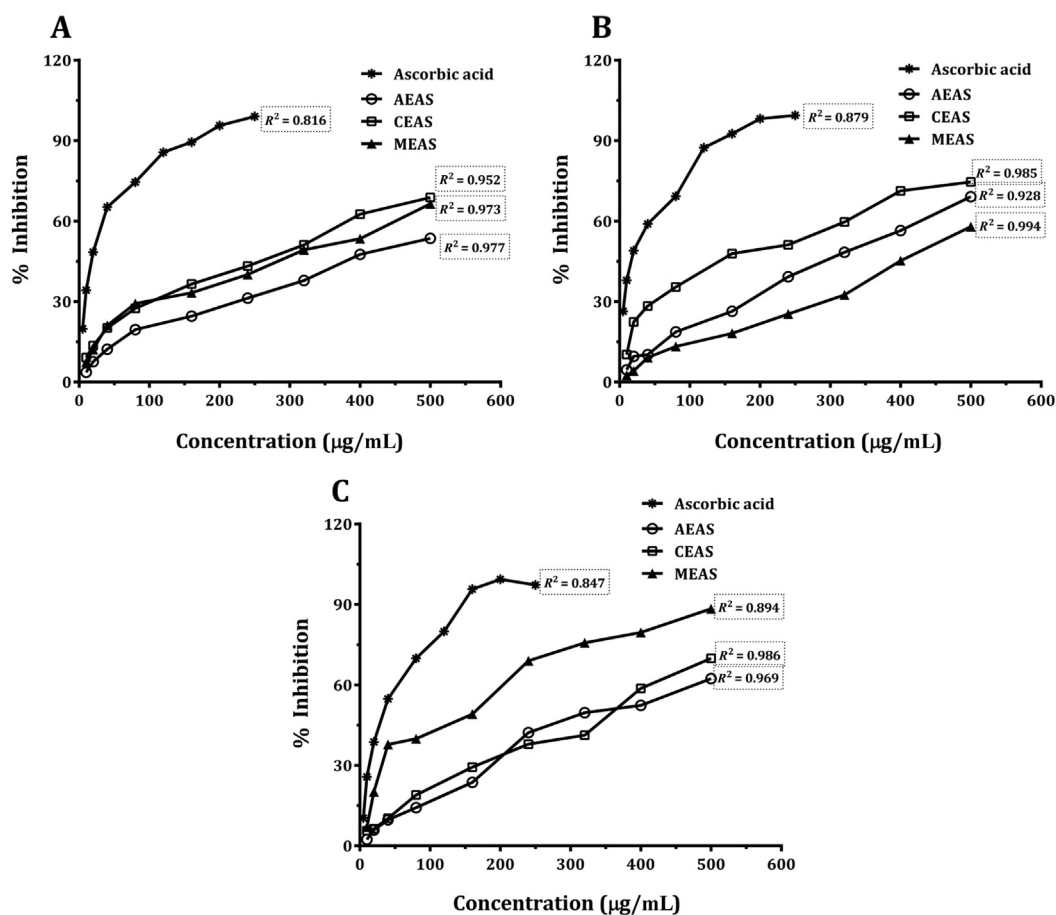 A
120
90
60
30
0
% Inhibition
0 100 200 300 400 500 600
Concentration (µg/mL)
Ascorbic acid
AEAS
CEAS
MEAS
R² = 0.816
R² = 0.952
R² = 0.973
R² = 0.977
B
120
90
60
30
0
% Inhibition
0 100 200 300 400 500 600
Concentration (µg/mL)
Ascorbic acid
AEAS
CEAS
MEAS
R² = 0.879
R² = 0.985
R² = 0.928
R² = 0.994
C
120
90
60
30
0
% Inhibition
0 100 200 300 400 500 600
Concentration (µg/mL)
Ascorbic acid
AEAS
CEAS
MEAS
R² = 0.847
R² = 0.894
R² = 0.986
R² = 0.969